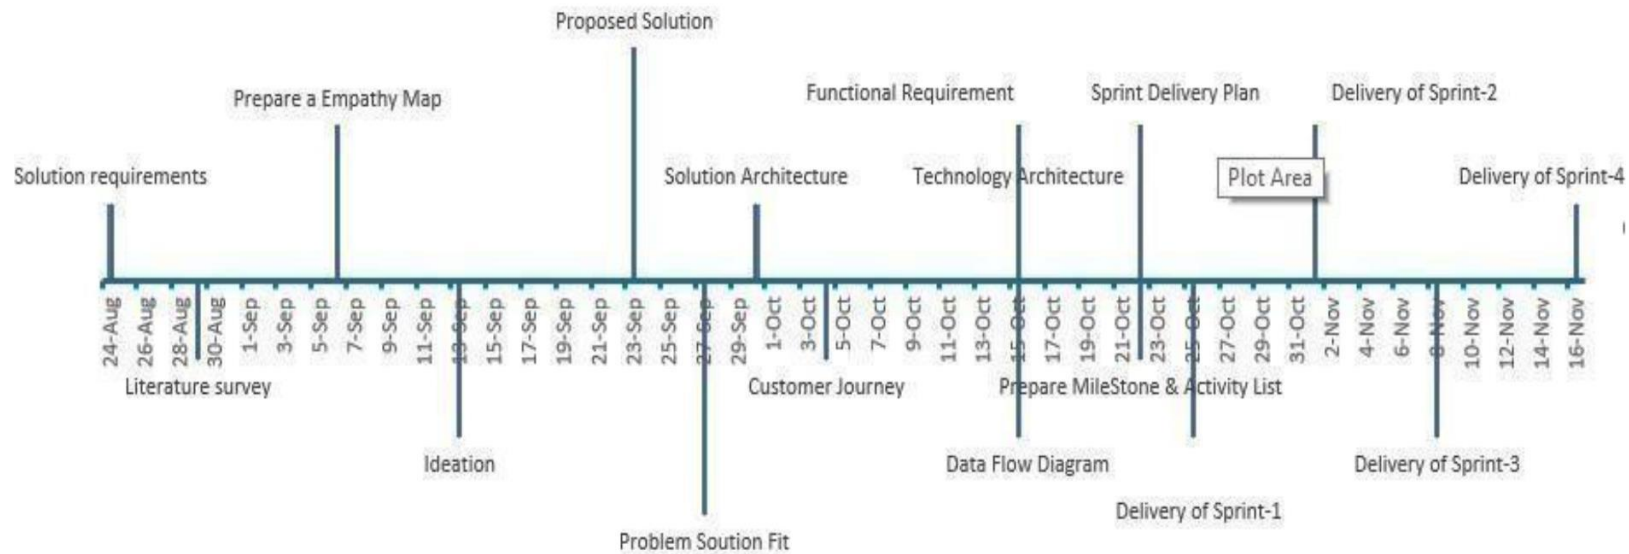 Proposed Solution
Prepare a Empathy Map
Functional Requirement
Sprint Delivery Plan
Delivery of Sprint-2
Solution requirements
Solution Architecture
Technology Architecture
Plot Area
Delivery of Sprint-4
24-Aug
26-Aug
28-Aug
30-Aug
1-Sep
3-Sep
5-Sep
7-Sep
9-Sep
11-Sep
13-Sep
15-Sep
17-Sep
19-Sep
21-Sep
23-Sep
25-Sep
27-Sep
29-Sep
1-Oct
3-Oct
5-Oct
7-Oct
9-Oct
11-Oct
13-Oct
15-Oct
17-Oct
19-Oct
21-Oct
23-Oct
25-Oct
27-Oct
29-Oct
31-Oct
2-Nov
4-Nov
6-Nov
8-Nov
10-Nov
12-Nov
14-Nov
16-Nov
Literature survey
Customer Journey
Prepare MileStone & Activity List
Ideation
Data Flow Diagram
Delivery of Sprint-3
Delivery of Sprint-1
Problem Soution Fit